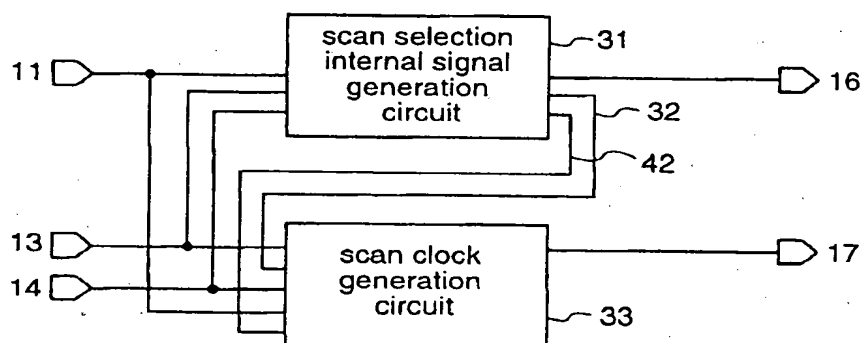 scan selection
internal signal
generation
circuit
31
11
16
32
42
13
scan clock
generation
circuit
17
14
33